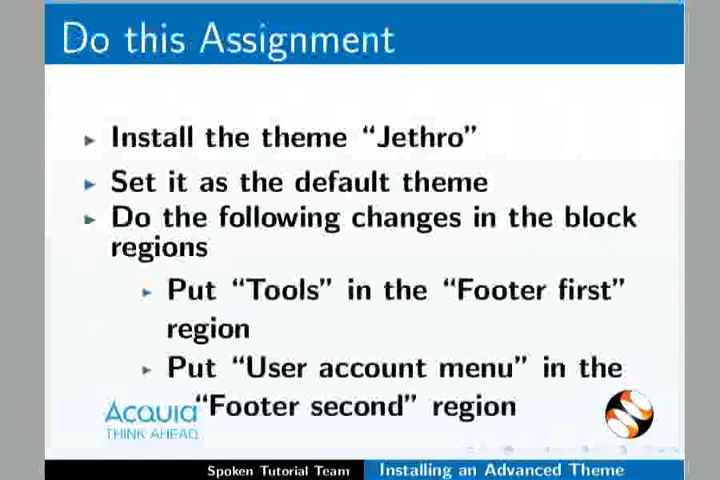 Do this Assignment
Install the theme “Jethro”
Set it as the default theme
Do the following changes in the block
regions
Put “Tools” in the “Footer first”
region
Put “User account menu” in the
“Footer second” region
Acquia
THINK AHEAD.
Spoken Tutorial Team
Installing an Advanced Theme